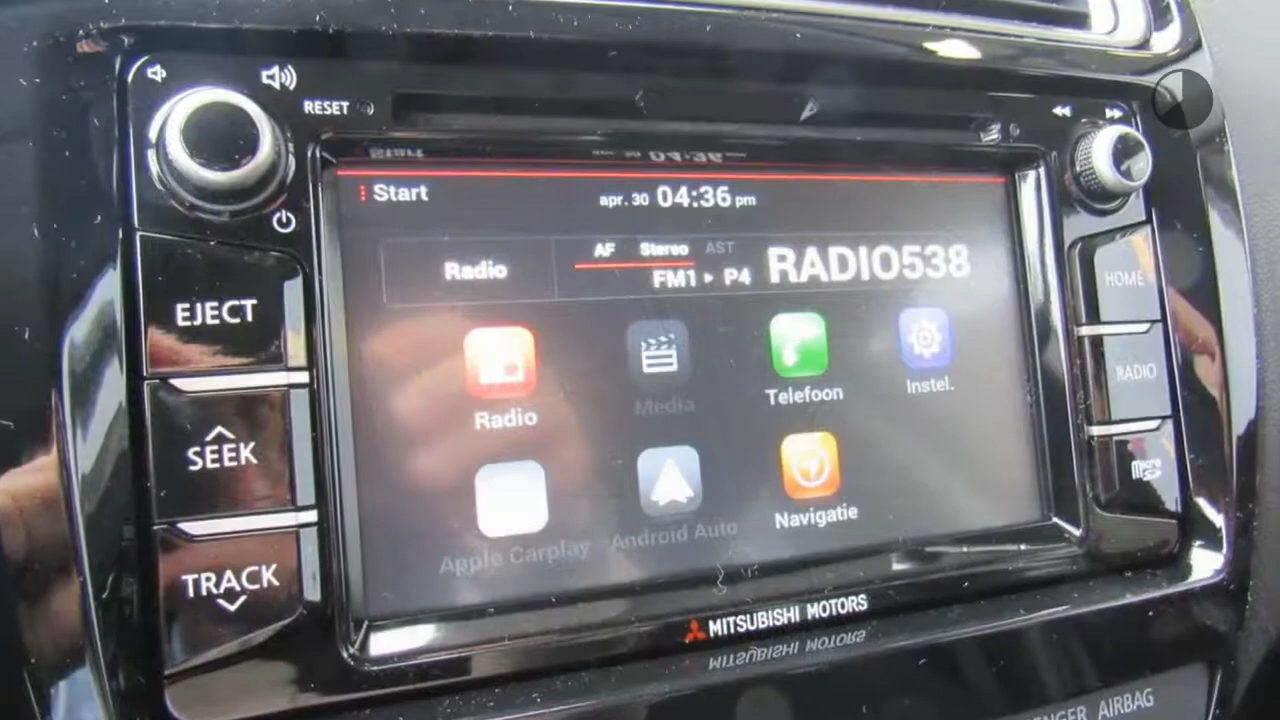 RESET
Start
apr. 30 04:36 pm
EJECT
SEEK
TRACK
Radio
AF Stereo AST
FM1 ▸ P4
RADIO538
Radio
Media
Telefoon
Instel.
Apple Carplay
Android Auto
Navigatie
HOME
RADIO
micro
MITSUBISHI MOTORS
AIRBAG